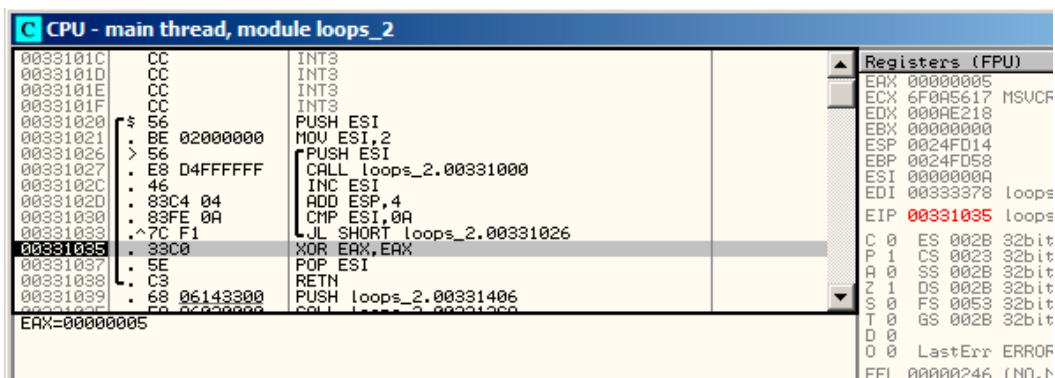 C CPU - main thread, module loops_2
0033101C CC INT3
0033101D CC INT3
0033101E CC INT3
0033101F CC INT3
00331020 $ 56 PUSH ESI
00331021 . BE 02000000 MOV ESI,2
00331026 > 56 PUSH ESI
00331027 . E8 D4FFFFFF CALL loops_2.00331000
0033102C . 46 INC ESI
0033102D . 83C4 04 ADD ESP,4
00331030 . 83FE 0A CMP ESI,0A
00331033 .^7C F1 JL SHORT loops_2.00331026
00331035 . 33C0 XOR EAX,EAX
00331037 . 5E POP ESI
00331038 . C3 RETN
00331039 . 68 06143300 PUSH loops_2.00331406
EAX=00000005
Registers (FPU)
EAX 00000005
ECX 6F0A5617 MSVCR
EDX 000AE218
EBX 00000000
ESP 0024FD14
EBP 0024FD58
ESI 0000000A
EDI 00333378 loops
EIP 00331035 loops
C 0 ES 002B 32bit
P 1 CS 0023 32bit
A 0 SS 002B 32bit
Z 1 DS 002B 32bit
S 0 FS 0053 32bit
T 0 GS 002B 32bit
D 0
O 0 LastErr ERROR
EFL 00000246 (NO,N